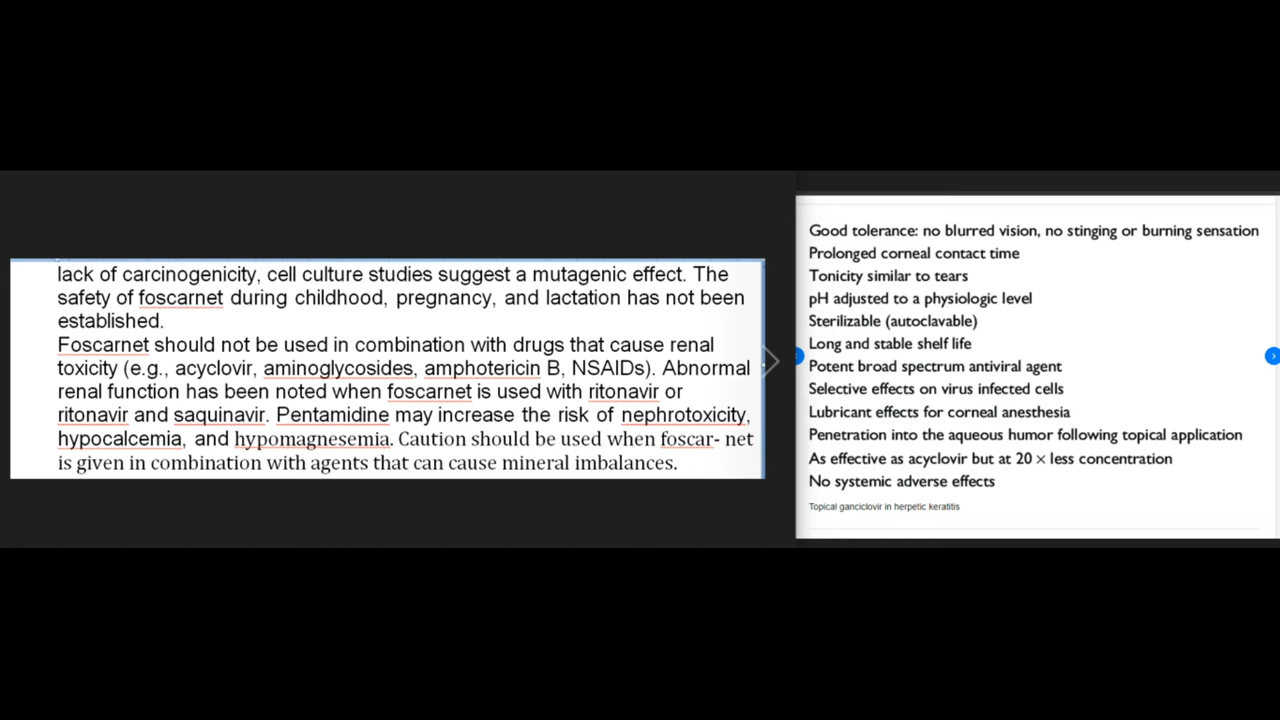 lack of carcinogenicity, cell culture studies suggest a mutagenic effect. The
safety of foscarnet during childhood, pregnancy, and lactation has not been
established.
Foscarnet should not be used in combination with drugs that cause renal
toxicity (e.g., acyclovir, aminoglycosides, amphotericin B, NSAIDs). Abnormal
renal function has been noted when foscarnet is used with ritonavir or
ritonavir and saquinavir. Pentamidine may increase the risk of nephrotoxicity,
hypocalcemia, and hypomagnesemia. Caution should be used when foscar- net
is given in combination with agents that can cause mineral imbalances.
Good tolerance: no blurred vision, no stinging or burning sensation
Prolonged corneal contact time
Tonicity similar to tears
pH adjusted to a physiologic level
Sterilizable (autoclavable)
Long and stable shelf life
Potent broad spectrum antiviral agent
Selective effects on virus infected cells
Lubricant effects for corneal anesthesia
Penetration into the aqueous humor following topical application
As effective as acyclovir but at 20 × less concentration
No systemic adverse effects
Topical ganciclovir in herpetic keratitis